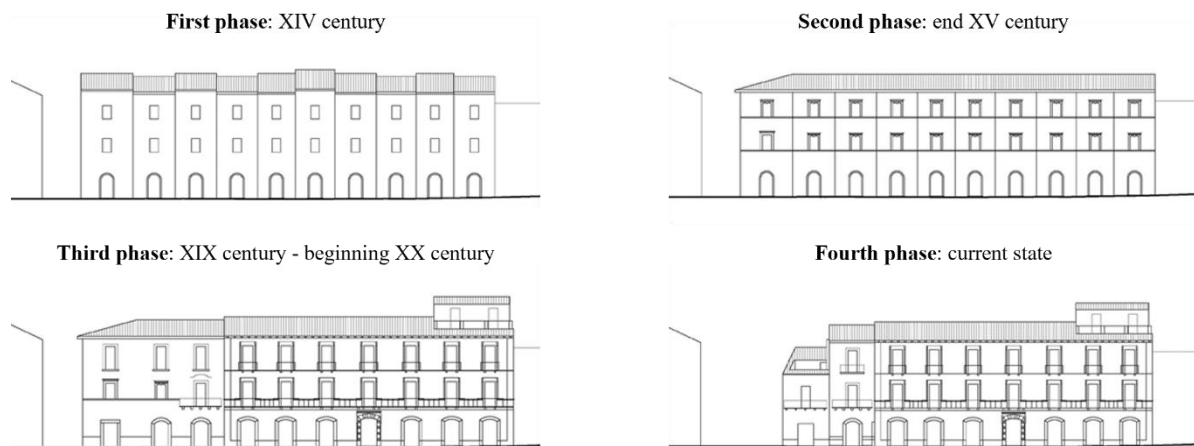 First phase: XIV century
Second phase: end XV century
Third phase: XIX century - beginning XX century
Fourth phase: current state